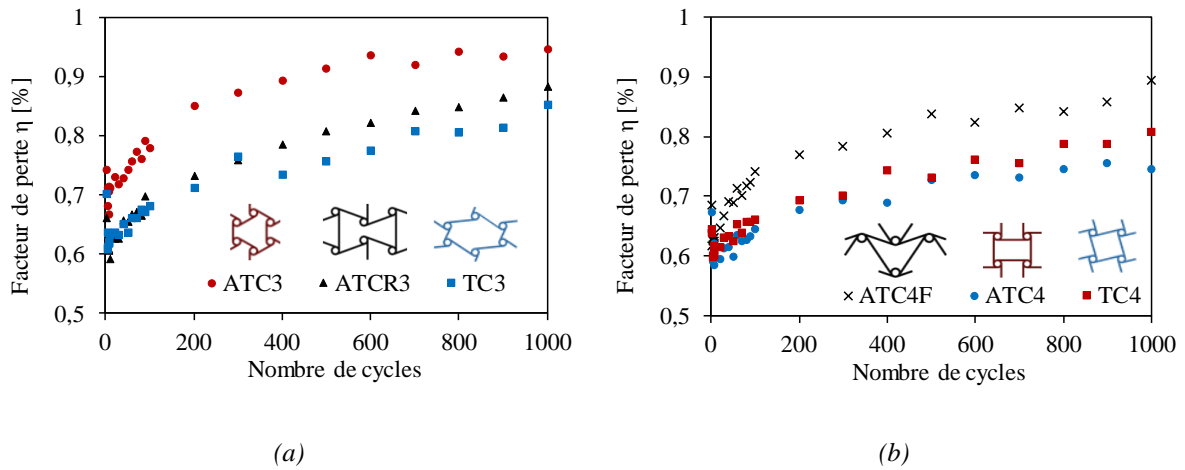 1
0,9
0,8
0,7
0,6
0,5
Facteur de perte η [%]
ATC3 ATCR3 TC3
0 200 400 600 800 1000
Nombre de cycles
(a)
1
0,9
0,8
0,7
0,6
0,5
Facteur de perte η [%]
ATC4F ATC4 TC4
0 200 400 600 800 1000
Nombre de cycles
(b)